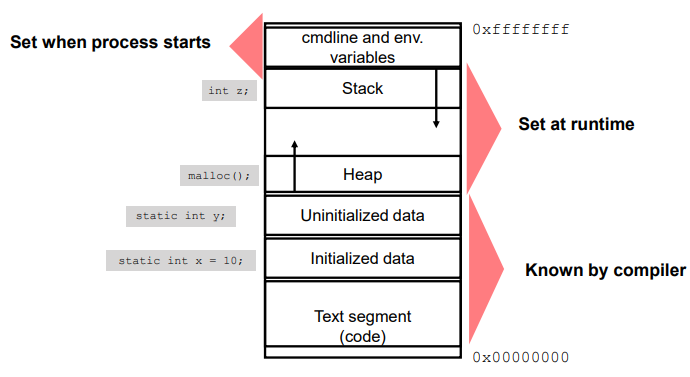 0xffffffff
Set when process starts
cmdline and env.
variables
int z;
Stack
Set at runtime
malloc();
Heap
static int y;
Uninitialized data
static int x = 10;
Initialized data
Known by compiler
Text segment
(code)
0x00000000